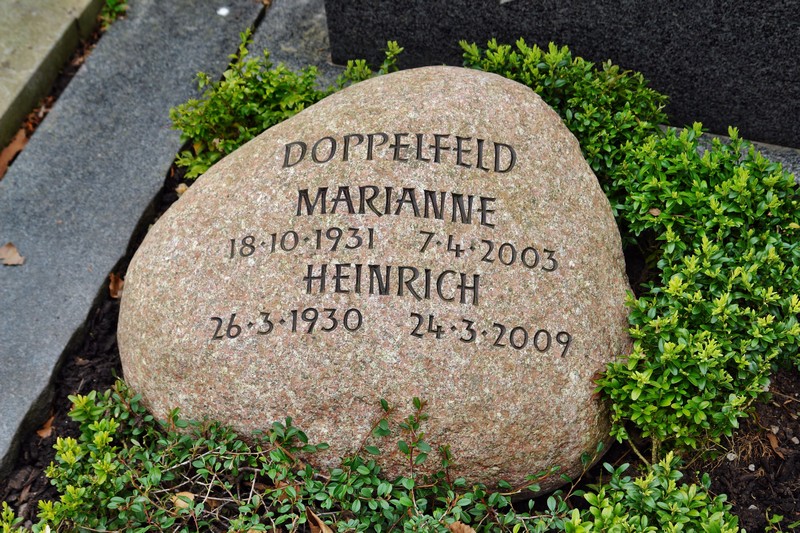 DOPPELFELD
MARIANNE
18·10·1931 7·4·2003
HEINRICH
26·3·1930 24·3·2009